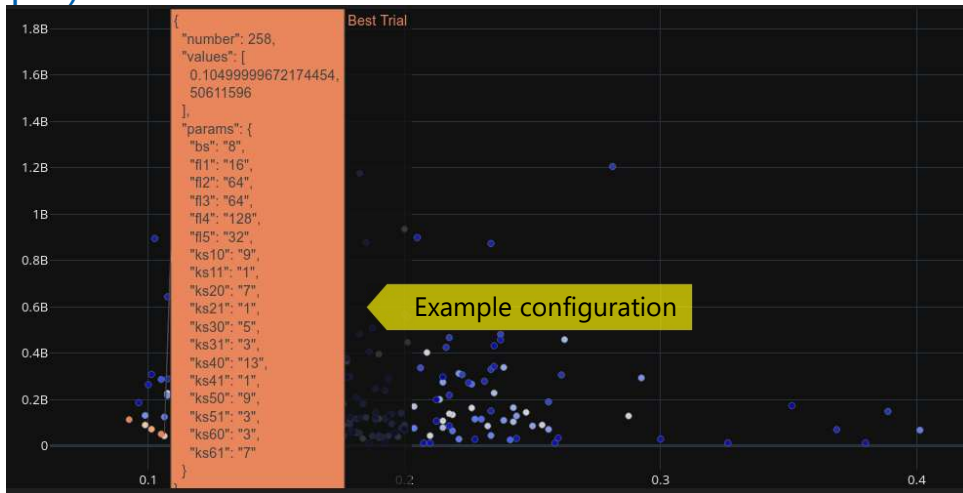 1.8B
1.6B
1.4B
1.2B
1B
0.8B
0.6B
0.4B
0.2B
0
{
"number": 258,
"values": [
0.10499999672174454,
50611596
],
"params": {
"bs": "8",
"fl1": "16",
"fl2": "64",
"fl3": "64",
"fl4": "128",
"fl5": "32",
"ks10": "9",
"ks11": "1",
"ks20": "7",
"ks21": "1",
"ks30": "5",
"ks31": "3",
"ks40": "13",
"ks41": "1",
"ks50": "9",
"ks51": "3",
"ks60": "3",
"ks61": "7"
}
Best Trial
Example configuration
0.1
0.2
0.3
0.4